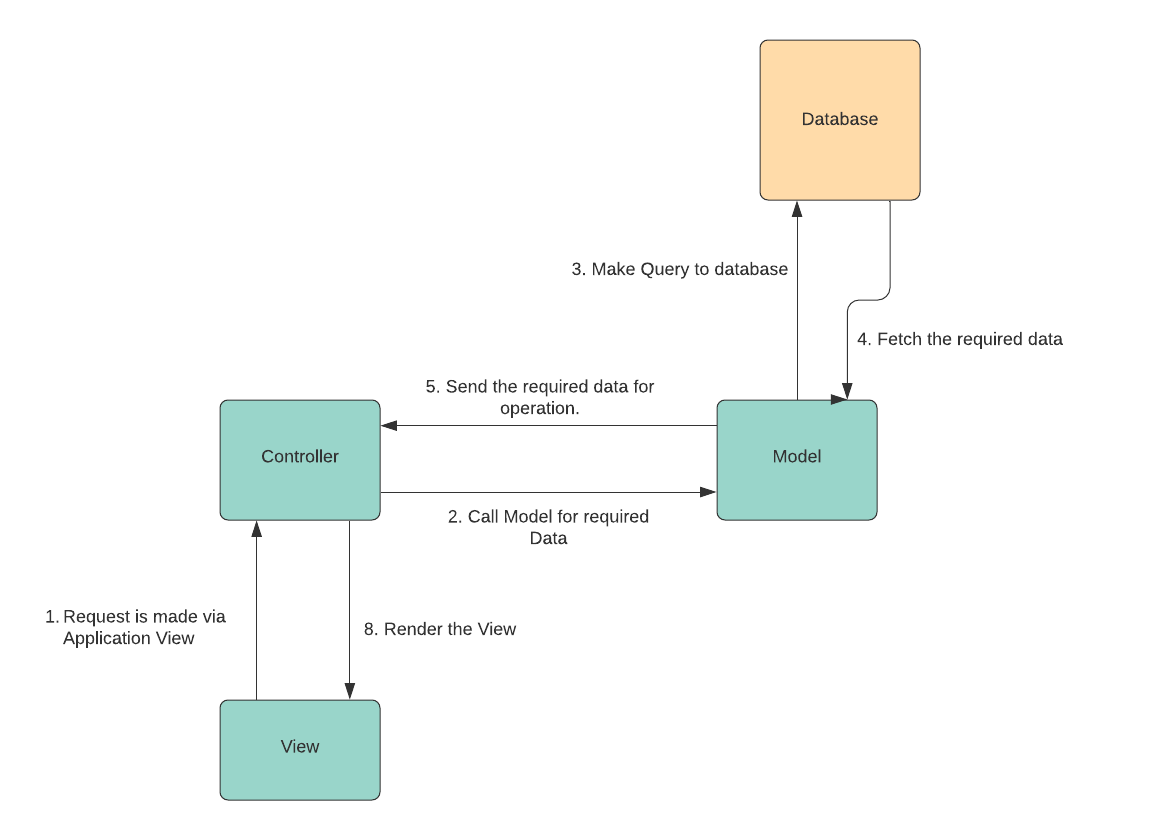 Database
3. Make Query to database
4. Fetch the required data
5. Send the required data for
operation.
Controller
Model
2. Call Model for required
Data
1. Request is made via
Application View
8. Render the View
View